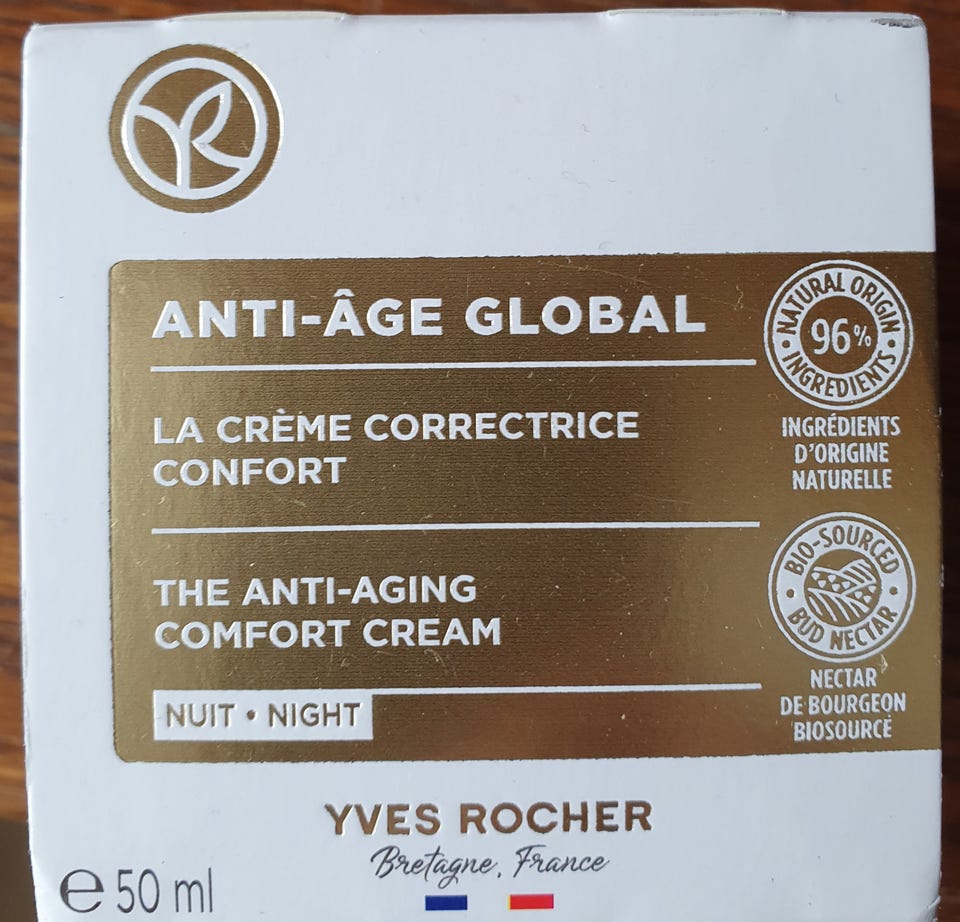 ANTI-ÂGE GLOBAL
LA CRÈME CORRECTRICE
CONFORT
THE ANTI-AGING
COMFORT CREAM
NUIT • NIGHT
NATURAL ORIGIN
96%
INGREDIENTS
INGRÉDIENTS
D'ORIGINE
NATURELLE
BIO-SOURCED
BUD NECTAR
NECTAR
DE BOURGEON
BIOSOURCÉ
YVES ROCHER
Bretagne, France
℮ 50 ml